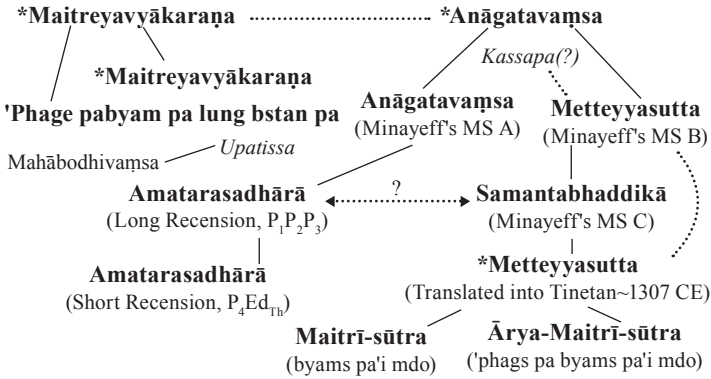 *Maitreyavyākaraṇa
*Anāgatavaṃsa
Kassapa(?)
*Maitreyavyākaraṇa
'Phage pabyam pa lung bstan pa
Anāgatavaṃsa
(Minayeff's MS A)
Metteyyasutta
(Minayeff's MS B)
Mahābodhivaṃsa
Upatissa
Amatarasadhārā
(Long Recension, P₁P₂P₃)
?
Samantabhaddikā
(Minayeff's MS C)
Amatarasadhārā
(Short Recension, P₄Ed_Th)
*Metteyyasutta
(Translated into Tinetan~1307 CE)
Maitrī-sūtra
(byams pa'i mdo)
Ārya-Maitrī-sūtra
('phags pa byams pa'i mdo)